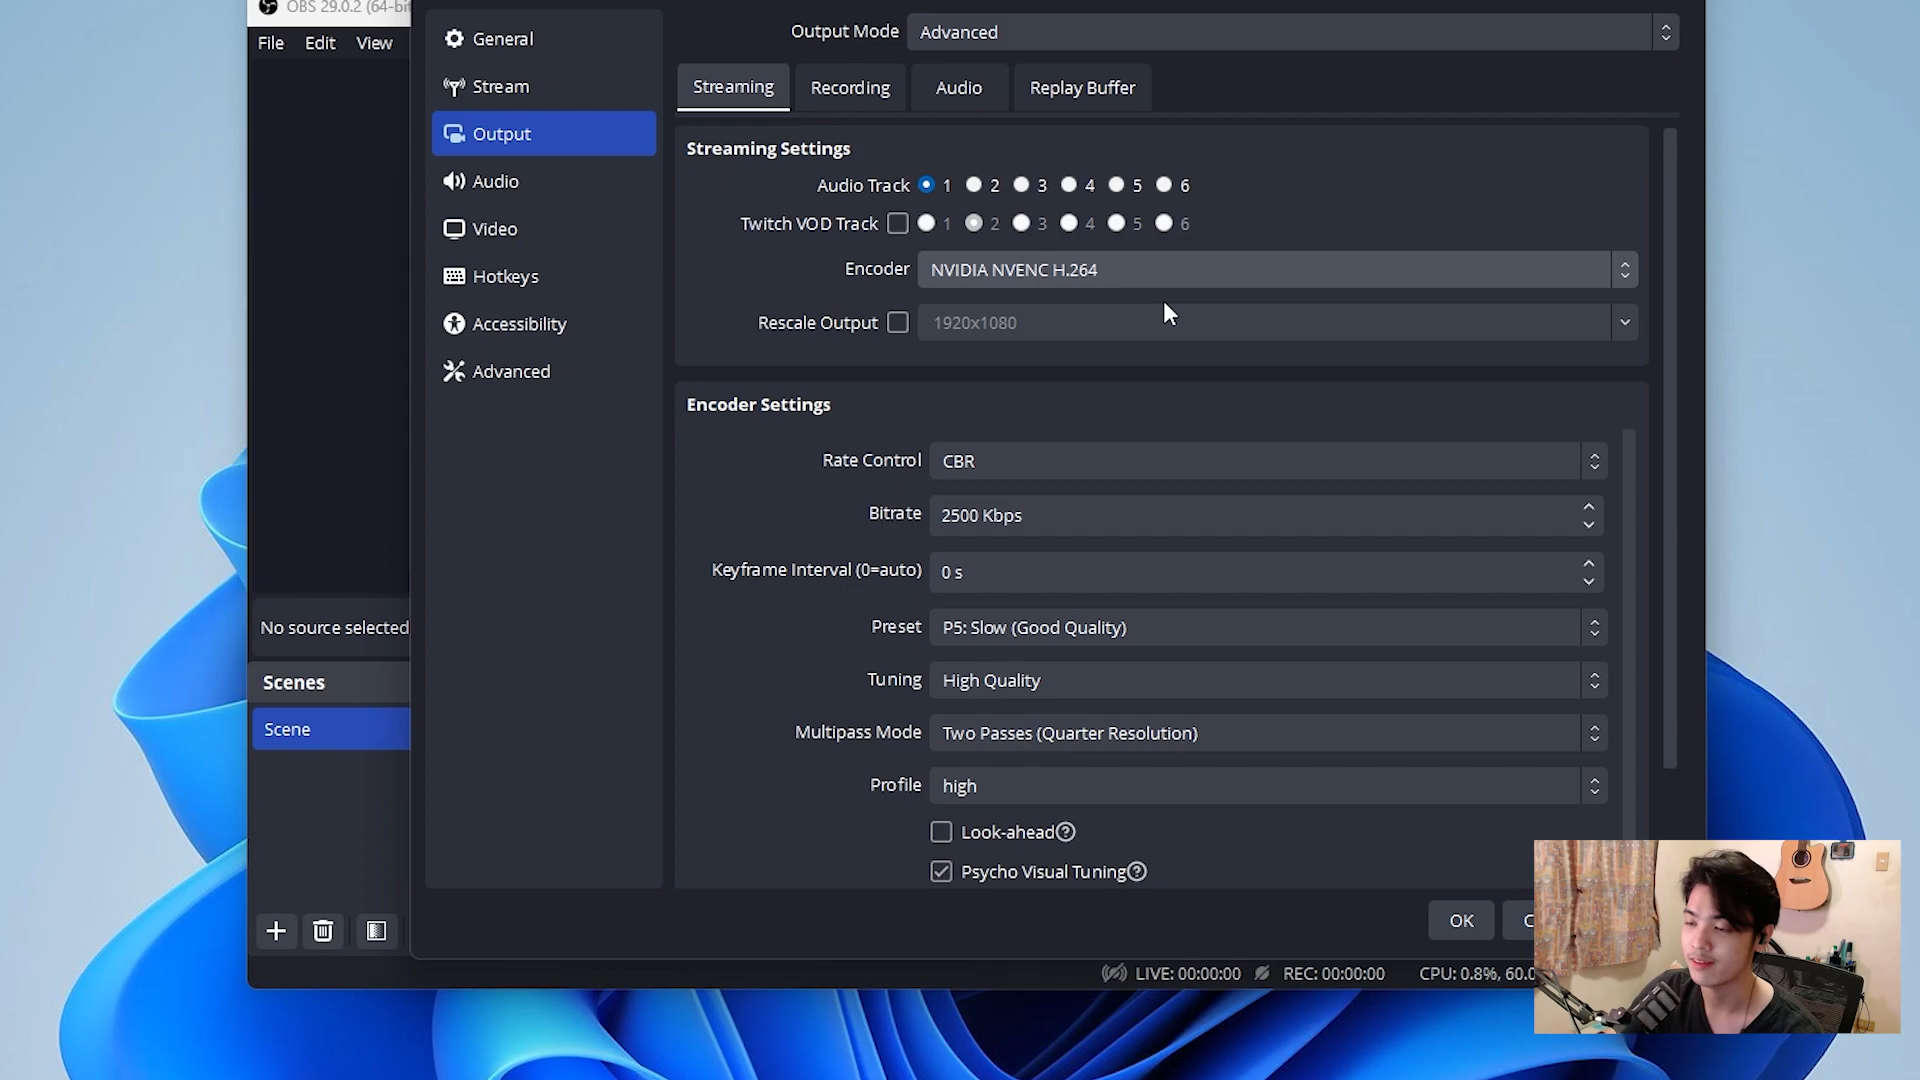 OBS 29.0.2 (64-bit
File Edit View
General
Stream
Output
Audio
Video
Hotkeys
Accessibility
Advanced
Output Mode Advanced
Streaming Recording Audio Replay Buffer
Streaming Settings
Audio Track 1 2 3 4 5 6
Twitch VOD Track 1 2 3 4 5 6
Encoder NVIDIA NVENC H.264
Rescale Output 1920x1080
Encoder Settings
Rate Control CBR
Bitrate 2500 Kbps
Keyframe Interval (0=auto) 0 s
Preset P5: Slow (Good Quality)
Tuning High Quality
Multipass Mode Two Passes (Quarter Resolution)
Profile high
Look-ahead
Psycho Visual Tuning
No source selected
Scenes
Scene
OK C
LIVE: 00:00:00 REC: 00:00:00 CPU: 0.8%, 60.0